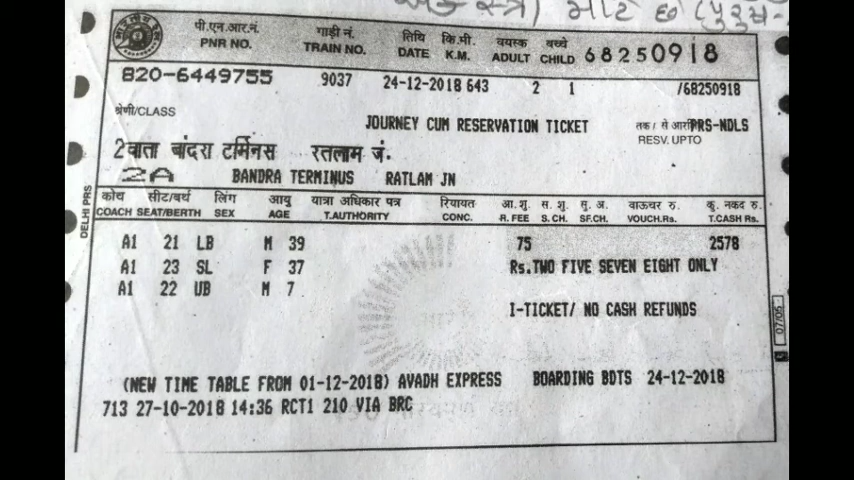 पी.एन.आर.नं. गाड़ी नं. तिथि कि.मी. वयस्क बच्चे
PNR NO. TRAIN NO. DATE K.M. ADULT CHILD 68250918
820-6449755 9037 24-12-2018 643 2 1 /68250918
श्रेणी/CLASS JOURNEY CUM RESERVATION TICKET PRS-NDLS
RESV. UPTO
2वाता बांदरा टर्मिनस रतलाम जं.
2A BANDRA TERMINUS RATLAM JN
कोच सीट/बर्थ लिंग आयु यात्रा अधिकार पत्र रियायत आ. शु. स. शु. सु. अ. वाऊचर रु. कु. नकद रु.
COACH SEAT/BERTH SEX AGE T.AUTHORITY CONC. R. FEE S. CH. SF.CH. VOUCH.Rs. T.CASH Rs.
A1 21 LB M 39 75 2578
A1 23 SL F 37 Rs.TWO FIVE SEVEN EIGHT ONLY
A1 22 UB M 7
I-TICKET/ NO CASH REFUNDS
(NEW TIME TABLE FROM 01-12-2018) AVADH EXPRESS BOARDING BDTS 24-12-2018
713 27-10-2018 14:36 RCT1 210 VIA BRC
DELHI PRS
07/05